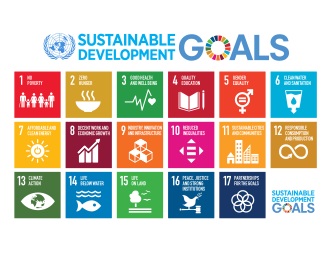 SUSTAINABLE
DEVELOPMENT
GOALS
1 NO
POVERTY
2 ZERO
HUNGER
3 GOOD HEALTH
AND WELL-BEING
4 QUALITY
EDUCATION
5 GENDER
EQUALITY
6 CLEAN WATER
AND SANITATION
7 AFFORDABLE AND
CLEAN ENERGY
8 DECENT WORK AND
ECONOMIC GROWTH
9 INDUSTRY, INNOVATION
AND INFRASTRUCTURE
10 REDUCED
INEQUALITIES
11 SUSTAINABLE CITIES
AND COMMUNITIES
12 RESPONSIBLE
CONSUMPTION
AND PRODUCTION
13 CLIMATE
ACTION
14 LIFE
BELOW WATER
15 LIFE
ON LAND
16 PEACE, JUSTICE
AND STRONG
INSTITUTIONS
17 PARTNERSHIPS
FOR THE GOALS
SUSTAINABLE
DEVELOPMENT
GOALS